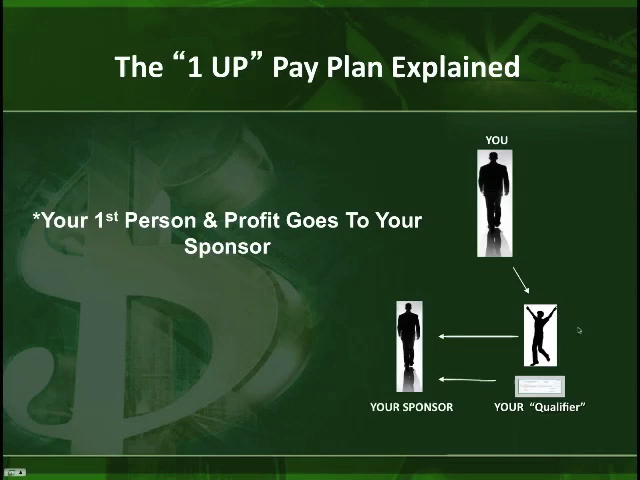 The “1 UP” Pay Plan Explained
YOU
*Your 1st Person & Profit Goes To Your
Sponsor
YOUR SPONSOR
YOUR “Qualifier”